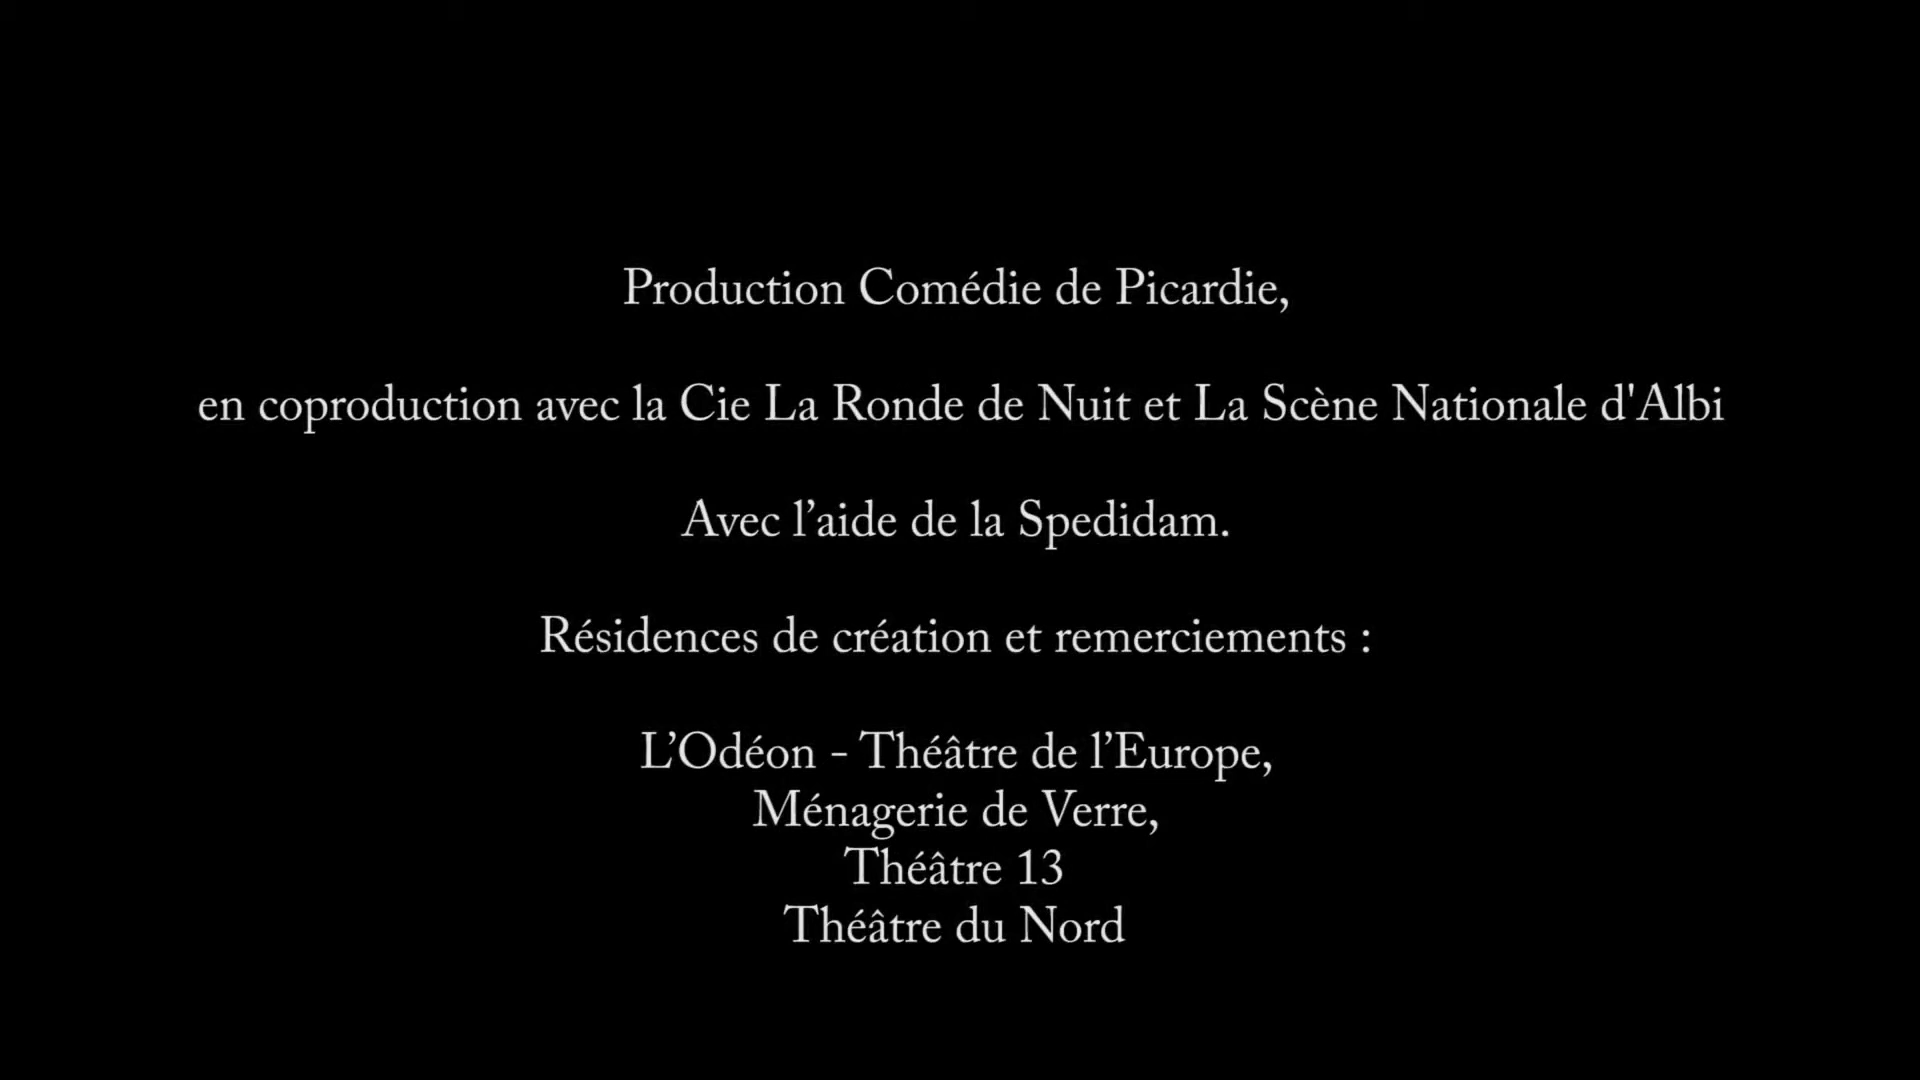 Production Comédie de Picardie,
en coproduction avec la Cie La Ronde de Nuit et La Scène Nationale d'Albi
Avec l’aide de la Spedidam.
Résidences de création et remerciements :
L’Odéon - Théâtre de l’Europe,
Ménagerie de Verre,
Théâtre 13
Théâtre du Nord